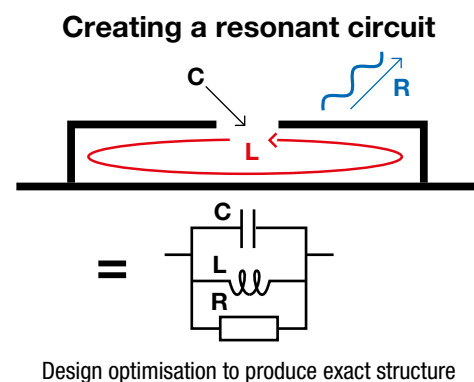 Creating a resonant circuit
C
R
L
=
C
L
R
Design optimisation to produce exact structure